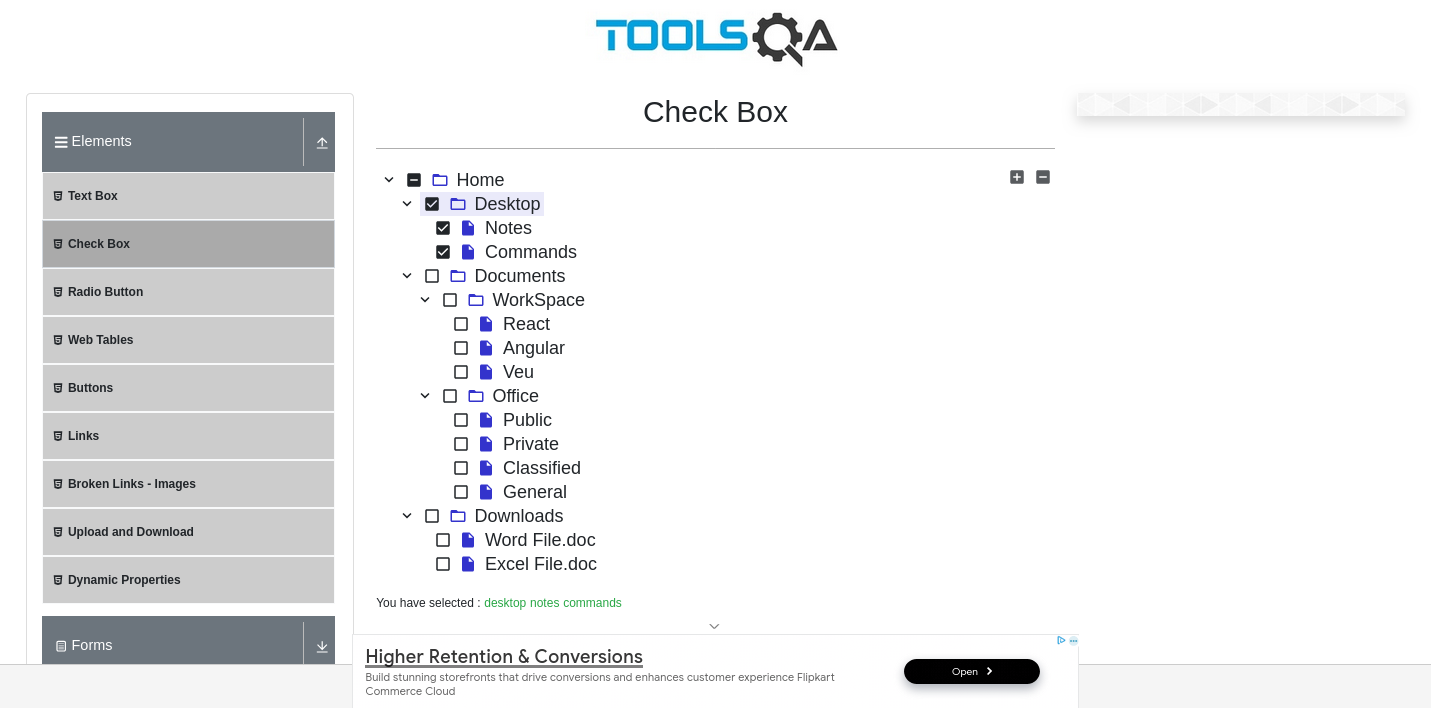 TOOLSQA
Elements
Text Box
Check Box
Radio Button
Web Tables
Buttons
Links
Broken Links - Images
Upload and Download
Dynamic Properties
Forms
Check Box
Home
Desktop
Notes
Commands
Documents
WorkSpace
React
Angular
Veu
Office
Public
Private
Classified
General
Downloads
Word File.doc
Excel File.doc
You have selected : desktop notes commands
Higher Retention & Conversions
Build stunning storefronts that drive conversions and enhances customer experience Flipkart
Commerce Cloud
Open